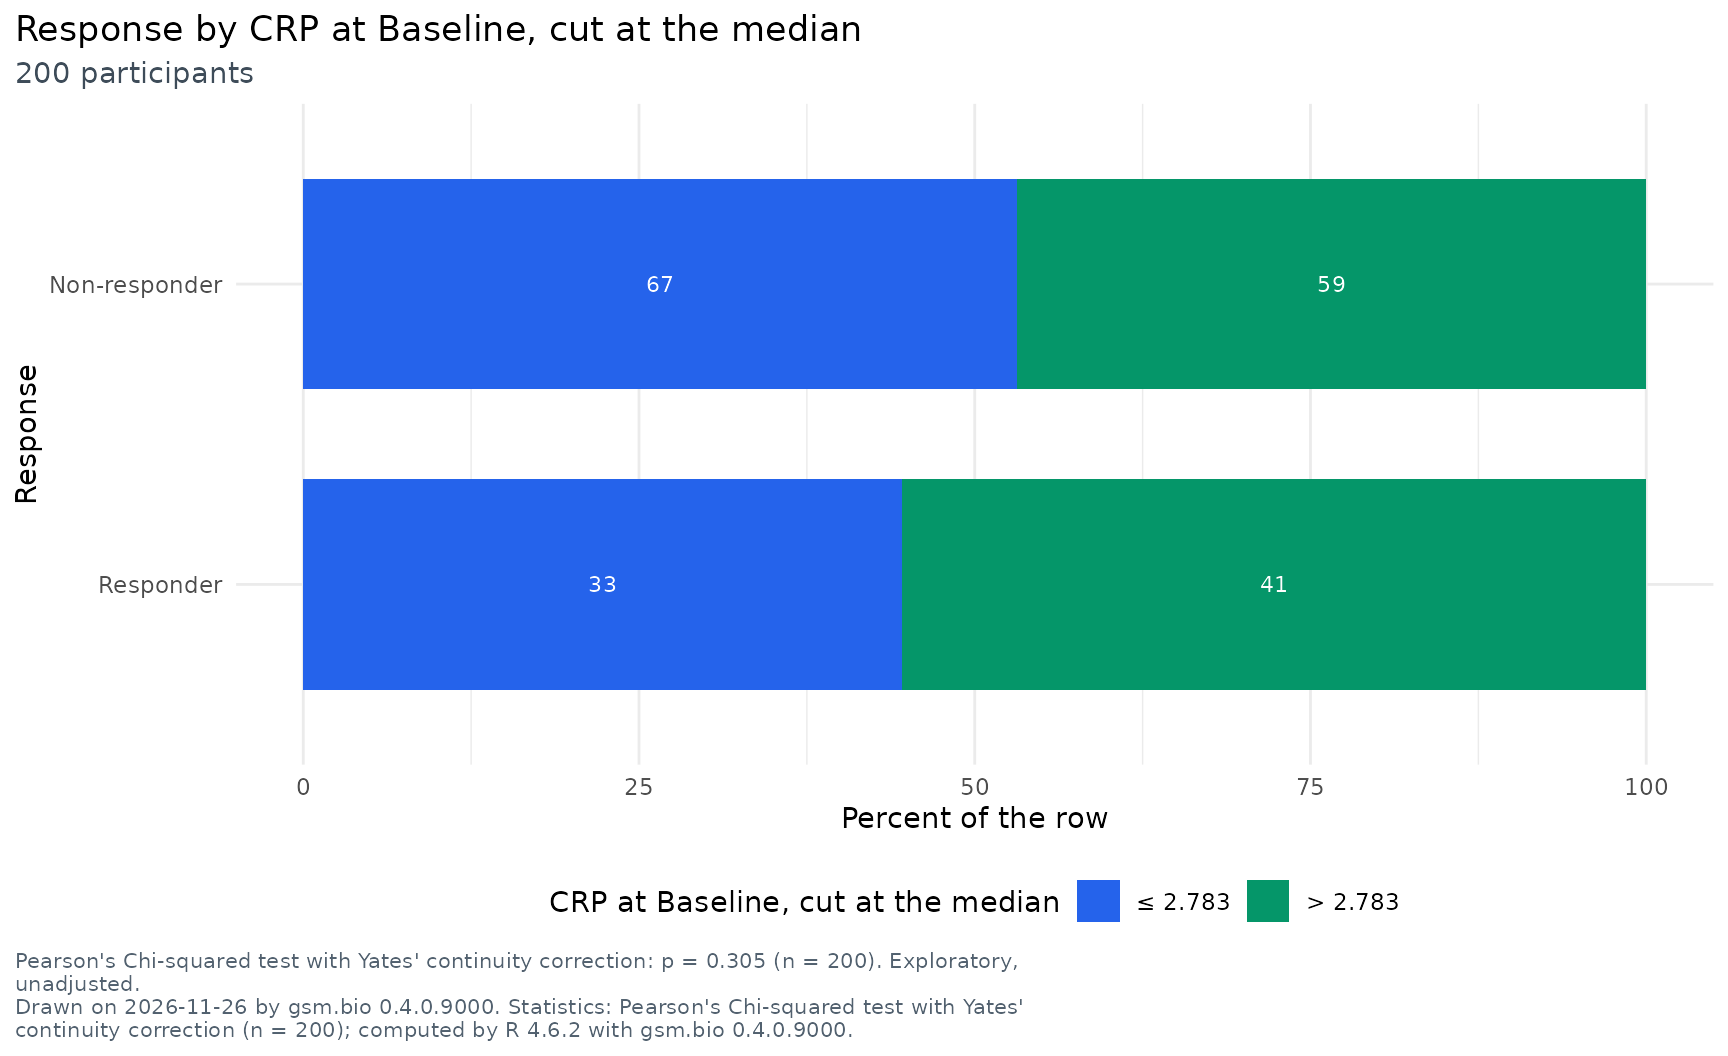 Response by CRP at Baseline, cut at the median
200 participants
Response
Non-responder
67
59
Responder
33
41
0
25
50
75
100
Percent of the row
CRP at Baseline, cut at the median
≤ 2.783
> 2.783
Pearson's Chi-squared test with Yates' continuity correction: p = 0.305 (n = 200). Exploratory,
unadjusted.
Drawn on 2026-11-26 by gsm.bio 0.4.0.9000. Statistics: Pearson's Chi-squared test with Yates'
continuity correction (n = 200); computed by R 4.6.2 with gsm.bio 0.4.0.9000.